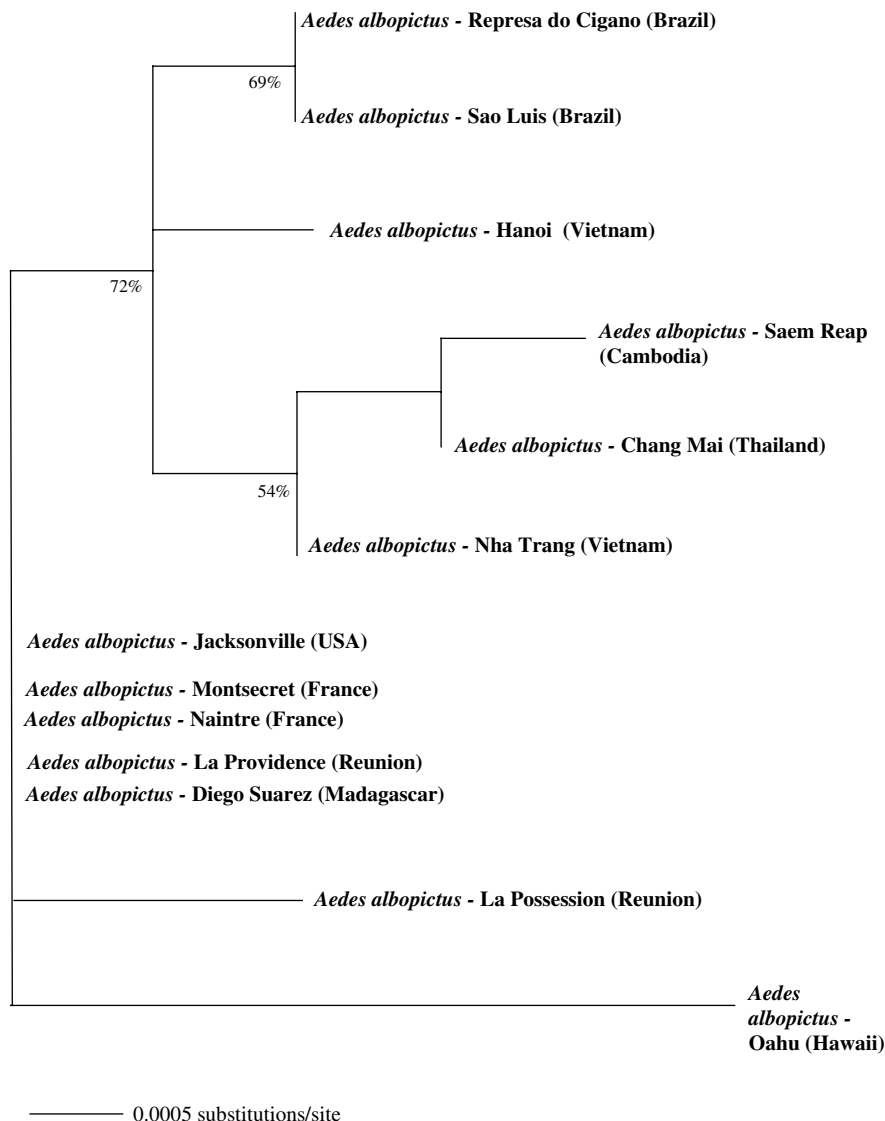 Aedes albopictus - Represa do Cigano (Brazil)
69%
Aedes albopictus - Sao Luis (Brazil)
Aedes albopictus - Hanoi (Vietnam)
72%
Aedes albopictus - Saem Reap
(Cambodia)
Aedes albopictus - Chang Mai (Thailand)
54%
Aedes albopictus - Nha Trang (Vietnam)
Aedes albopictus - Jacksonville (USA)
Aedes albopictus - Montsecret (France)
Aedes albopictus - Naintre (France)
Aedes albopictus - La Providence (Reunion)
Aedes albopictus - Diego Suarez (Madagascar)
Aedes albopictus - La Possession (Reunion)
Aedes
albopictus -
Oahu (Hawaii)
0.0005 substitutions/site